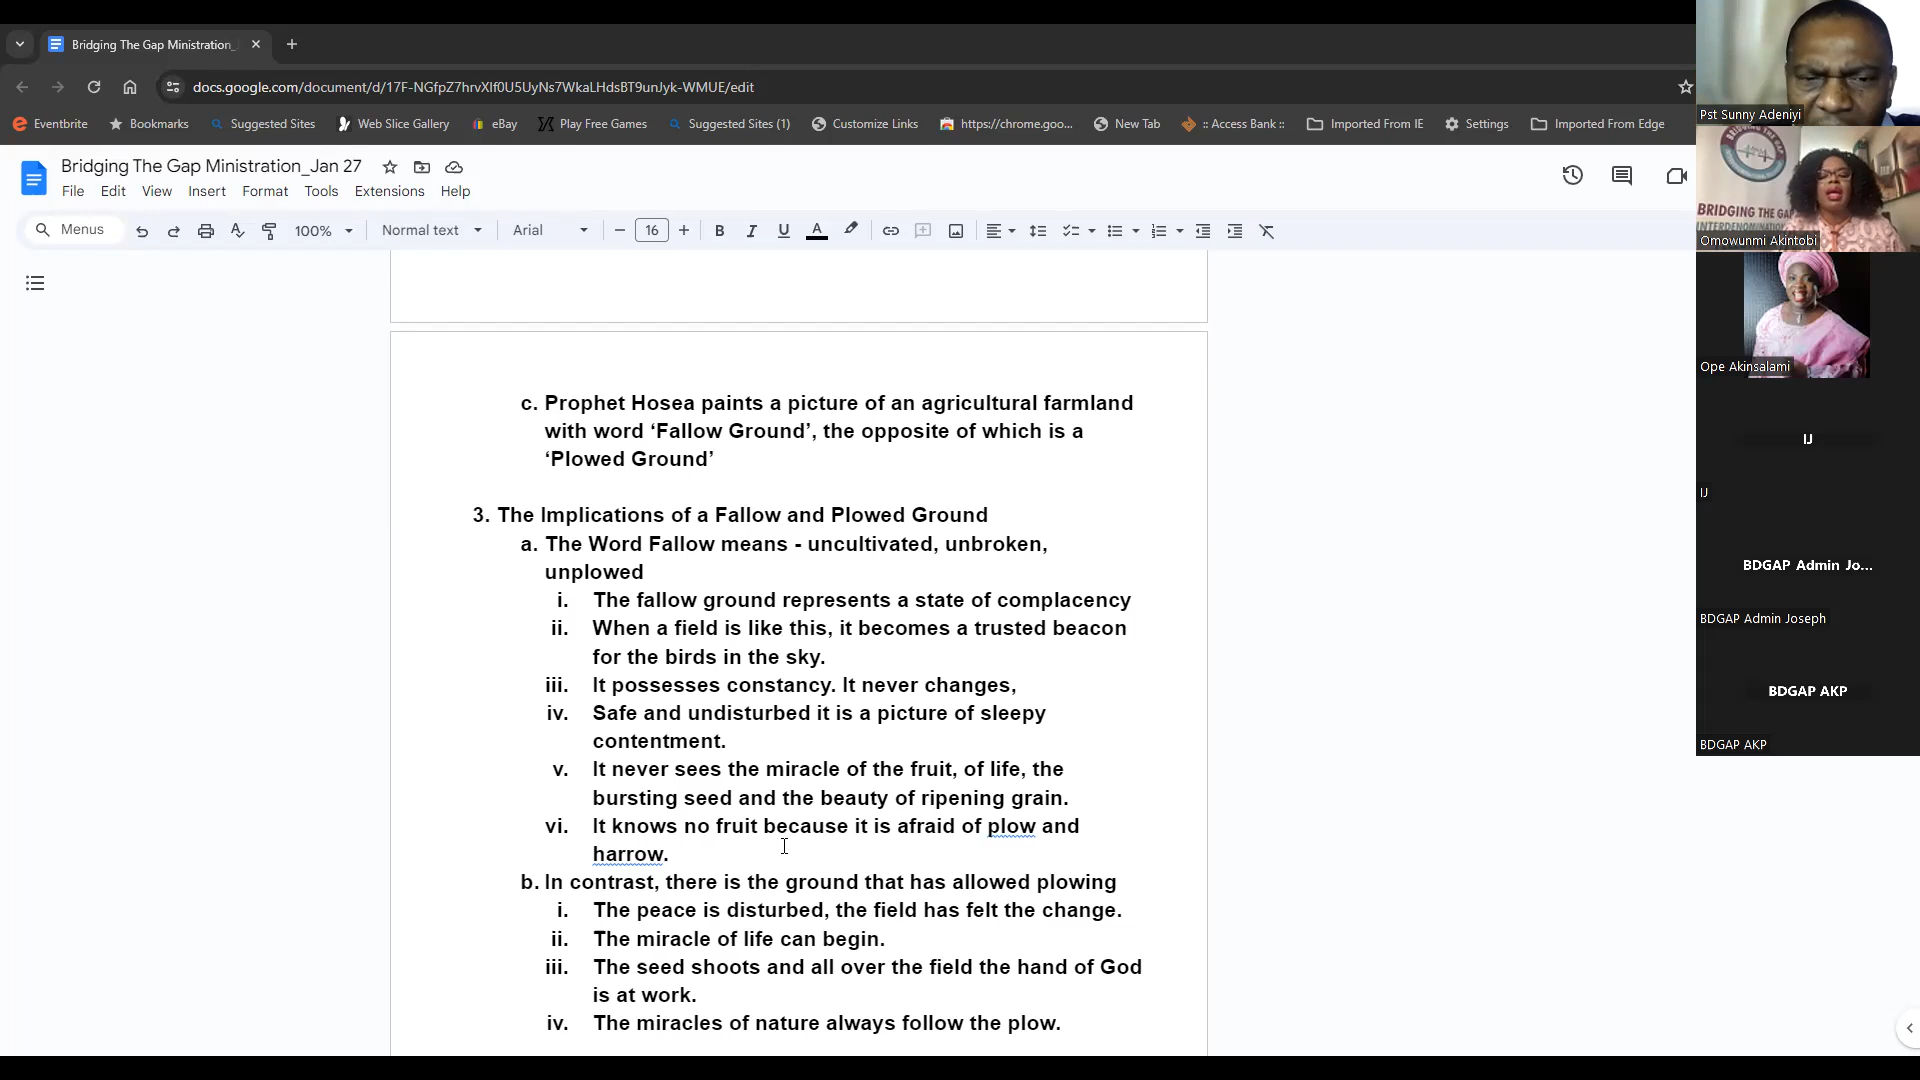 Bridging The Gap Ministration_
docs.google.com/document/d/17F-NGfpZ7hrvXIf0U5UyNs7WkaLHdsBT9unJyk-WMUE/edit
Eventbrite Bookmarks Suggested Sites Web Slice Gallery eBay Play Free Games Suggested Sites (1) Customize Links https://chrome.goo... New Tab :: Access Bank :: Imported From IE Settings Imported From Edge
Bridging The Gap Ministration_Jan 27
File Edit View Insert Format Tools Extensions Help
Menus 100% Normal text Arial 16 B I U A
c. Prophet Hosea paints a picture of an agricultural farmland
with word ‘Fallow Ground’, the opposite of which is a
‘Plowed Ground’
3. The Implications of a Fallow and Plowed Ground
a. The Word Fallow means - uncultivated, unbroken,
unplowed
i. The fallow ground represents a state of complacency
ii. When a field is like this, it becomes a trusted beacon
for the birds in the sky.
iii. It possesses constancy. It never changes,
iv. Safe and undisturbed it is a picture of sleepy
contentment.
v. It never sees the miracle of the fruit, of life, the
bursting seed and the beauty of ripening grain.
vi. It knows no fruit because it is afraid of plow and
harrow.
b. In contrast, there is the ground that has allowed plowing
i. The peace is disturbed, the field has felt the change.
ii. The miracle of life can begin.
iii. The seed shoots and all over the field the hand of God
is at work.
iv. The miracles of nature always follow the plow.
Pst Sunny Adeniyi
BRIDGING THE GAP
INTERDENOMINATION
Omowunmi Akintobi
Ope Akinsalami
IJ
IJ
BDGAP Admin Jo...
BDGAP Admin Joseph
BDGAP AKP
BDGAP AKP